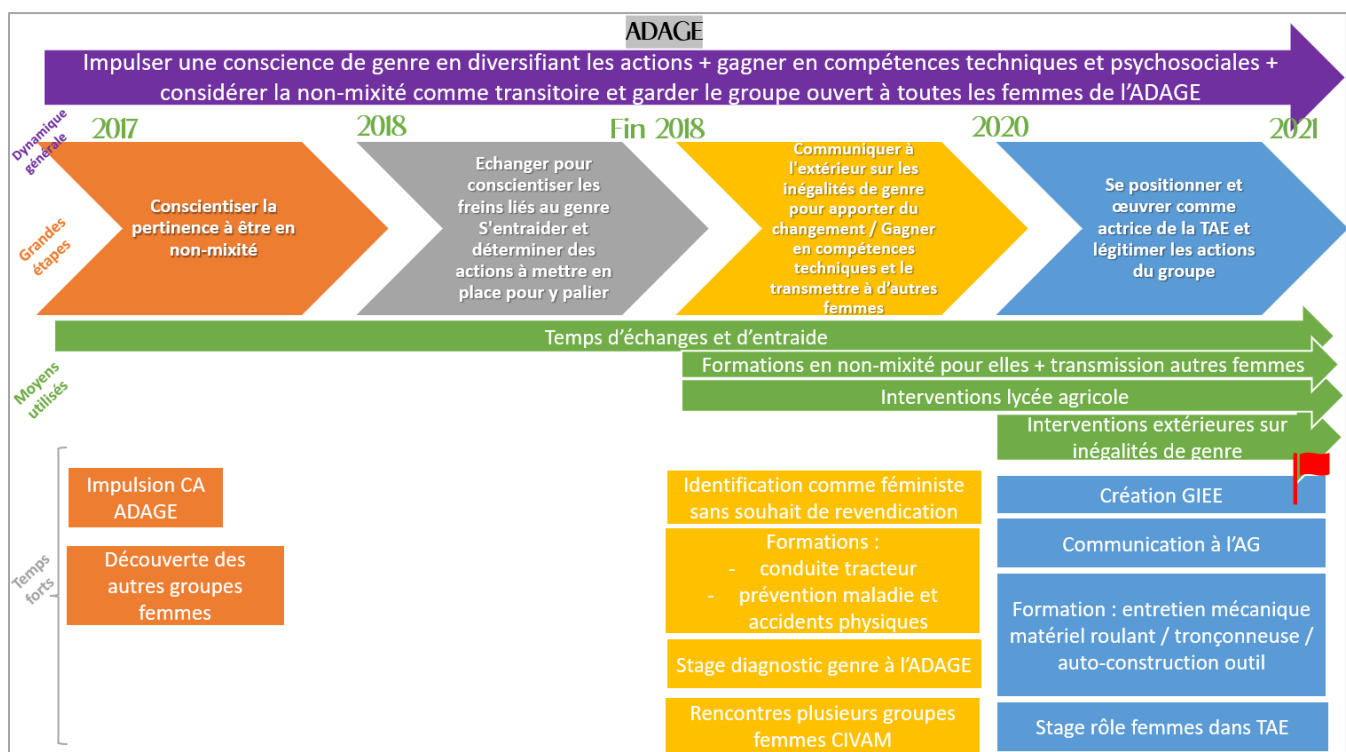 ADAGE
Impulser une conscience de genre en diversifiant les actions + gagner en compétences techniques et psychosociales +
considérer la non-mixité comme transitoire et garder le groupe ouvert à toutes les femmes de l'ADAGE
Dynamique
générale
2017
2018
Fin 2018
2020
2021
Grandes
étapes
Conscientiser la
pertinence à être en
non-mixité
Echanger pour
conscientiser les
freins liés au genre
S'entraider et
déterminer des
actions à mettre en
place pour y palier
Communiquer à
l'extérieur sur les
inégalités de genre
pour apporter du
changement / Gagner
en compétences
techniques et le
transmettre à d'autres
femmes
Se positionner et
œuvrer comme
actrice de la TAE et
légitimer les actions
du groupe
Moyens
utilisés
Temps d'échanges et d'entraide
Formations en non-mixité pour elles + transmission autres femmes
Interventions lycée agricole
Interventions extérieures sur
inégalités de genre
Temps
forts
Impulsion CA
ADAGE
Découverte des
autres groupes
femmes
Identification comme féministe
sans souhait de revendication
Formations :
- conduite tracteur
- prévention maladie et
accidents physiques
Stage diagnostic genre à l'ADAGE
Rencontres plusieurs groupes
femmes CIVAM
Création GIEE
Communication à l'AG
Formation : entretien mécanique
matériel roulant / tronçonneuse /
auto-construction outil
Stage rôle femmes dans TAE